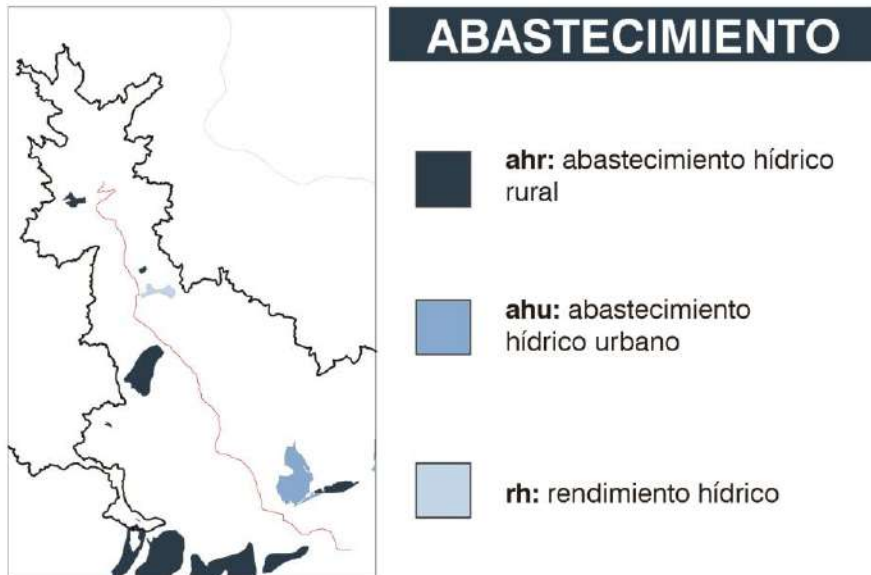 ABASTECIMIENTO
ahr: abastecimiento hídrico
rural
ahu: abastecimiento
hídrico urbano
rh: rendimiento hídrico